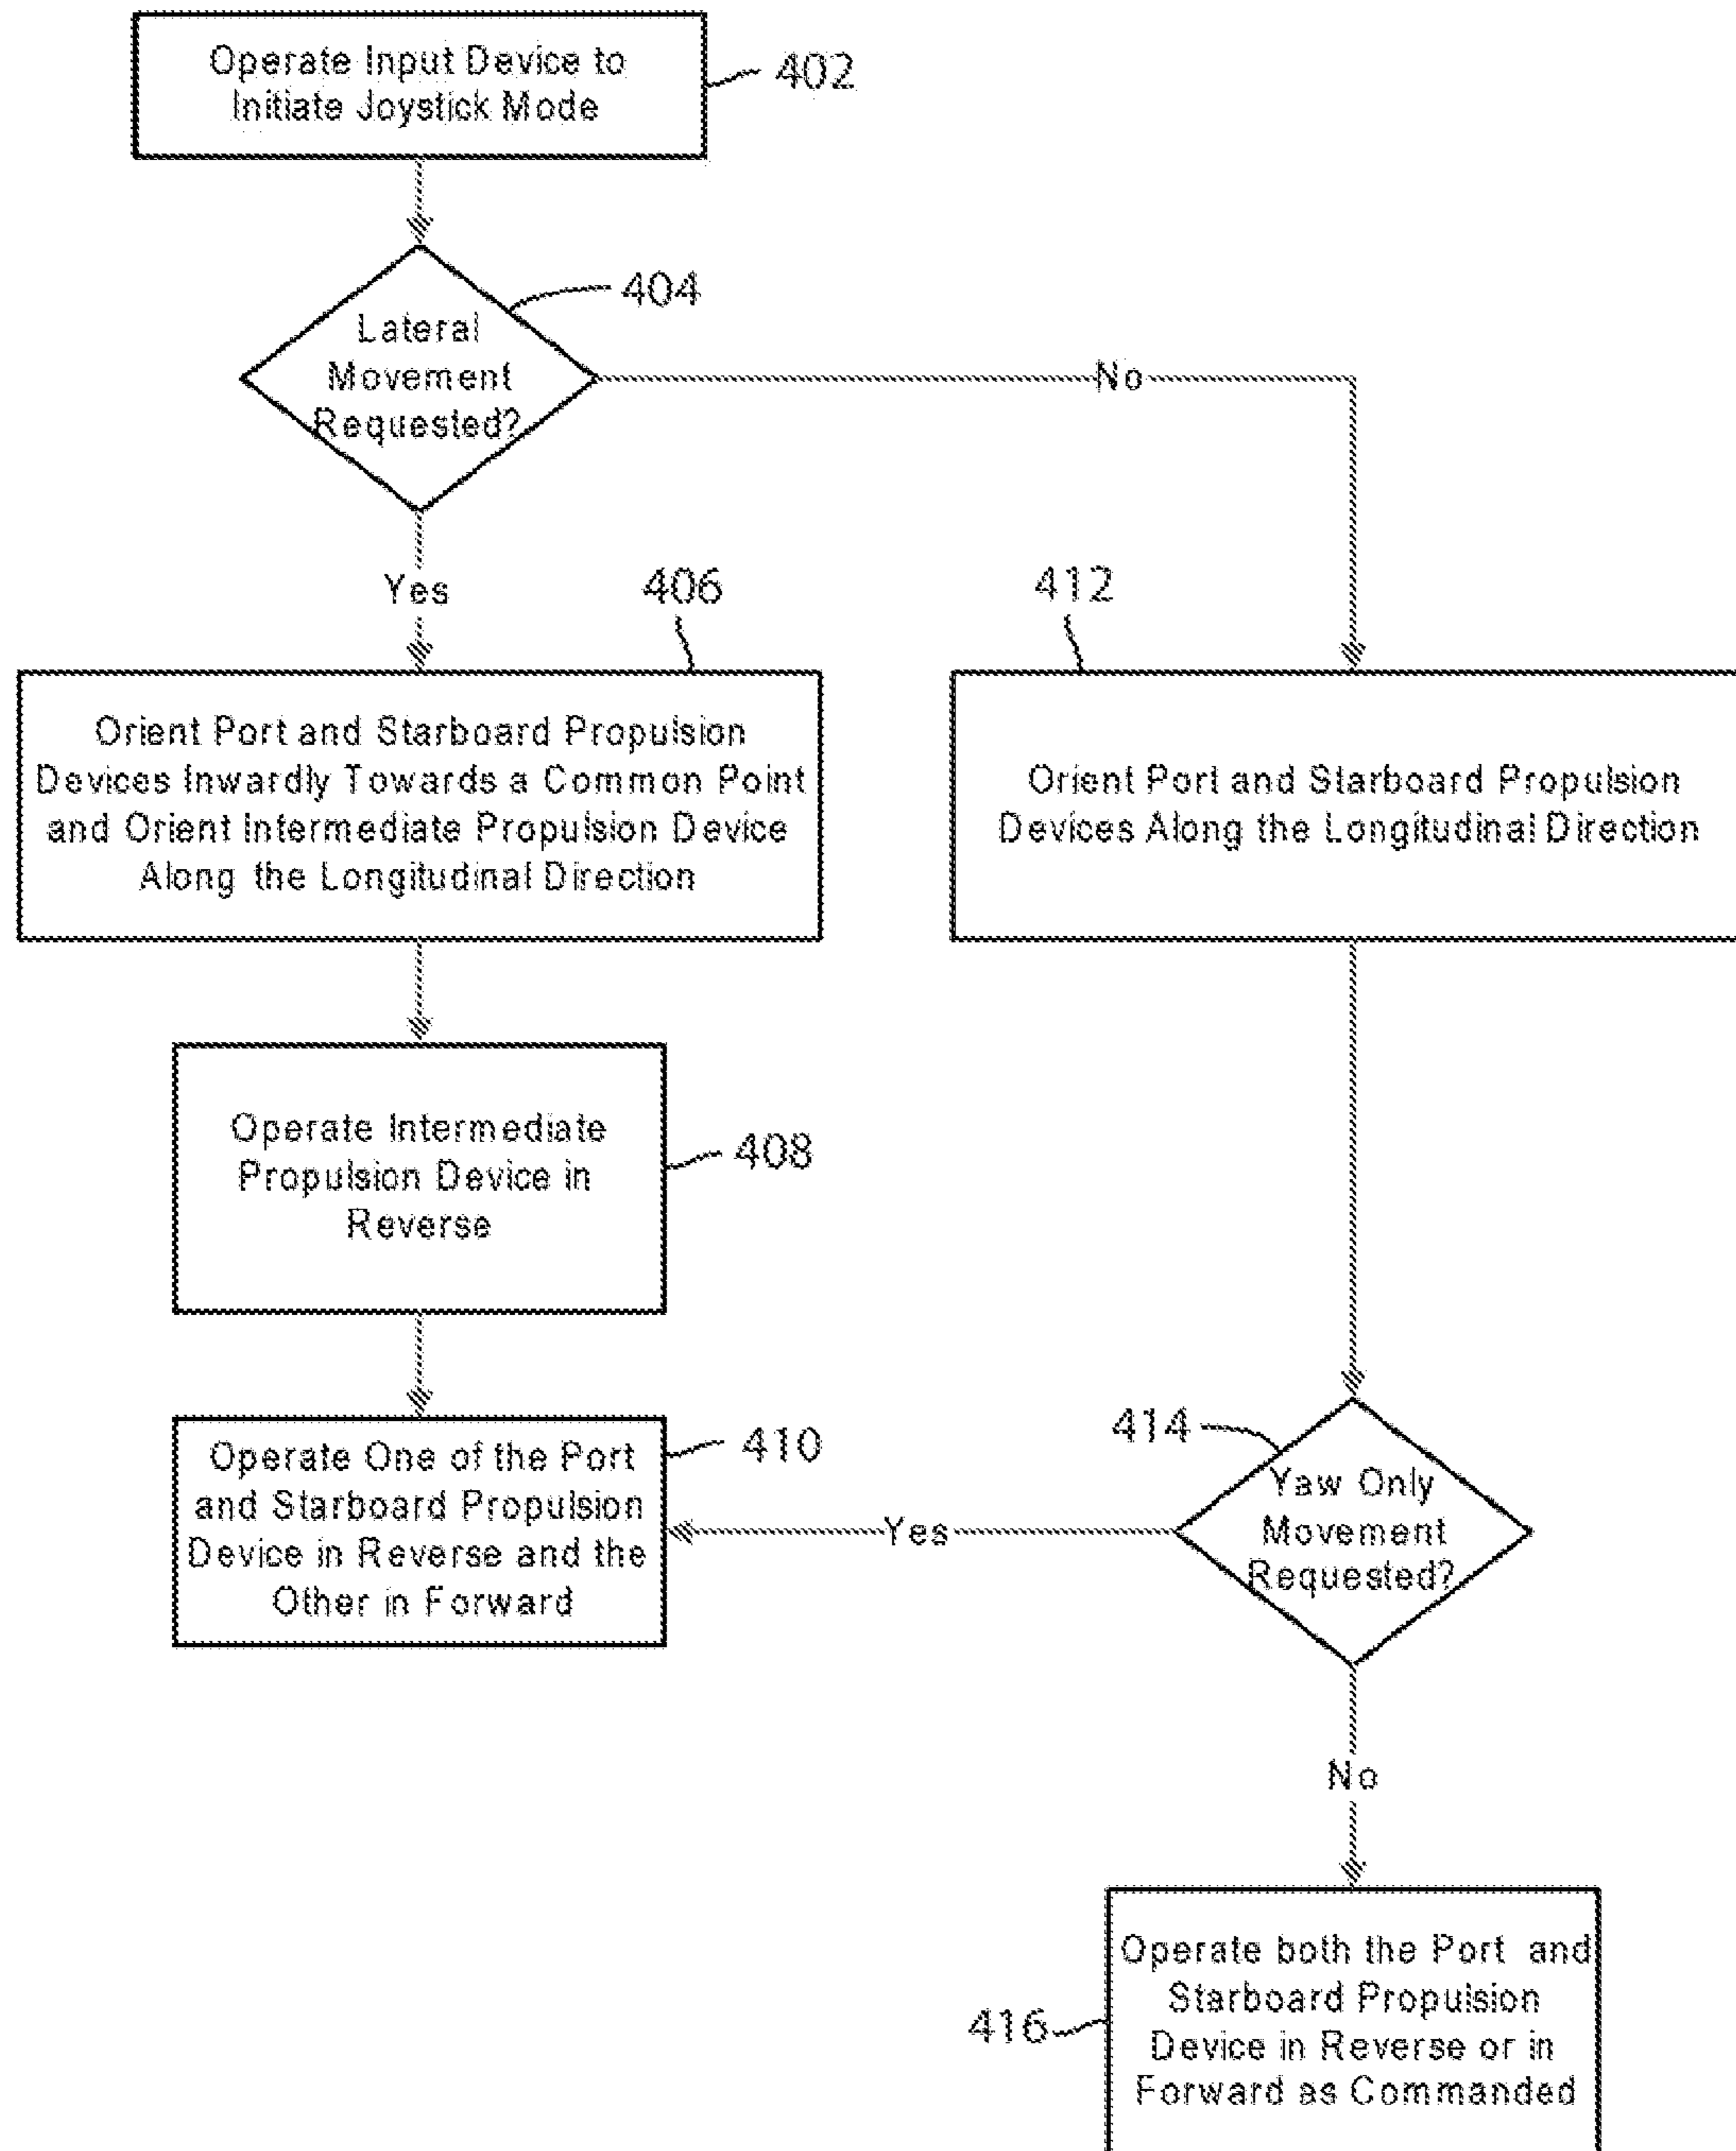 Operate Input Device to
Initiate Joystick Mode
402
404
Lateral
Movement
Requested?
No
Yes
406
412
Orient Port and Starboard Propulsion
Devices Inwardly Towards a Common Point
and Orient Intermediate Propulsion Device
Along the Longitudinal Direction
Orient Port and Starboard Propulsion
Devices Along the Longitudinal Direction
Operate Intermediate
Propulsion Device in
Reverse
408
Operate One of the Port
and Starboard Propulsion
Device in Reverse and the
Other in Forward
410
414
Yaw Only
Movement
Requested?
Yes
No
Operate both the Port and
Starboard Propulsion
Device in Reverse or in
Forward as Commanded
416